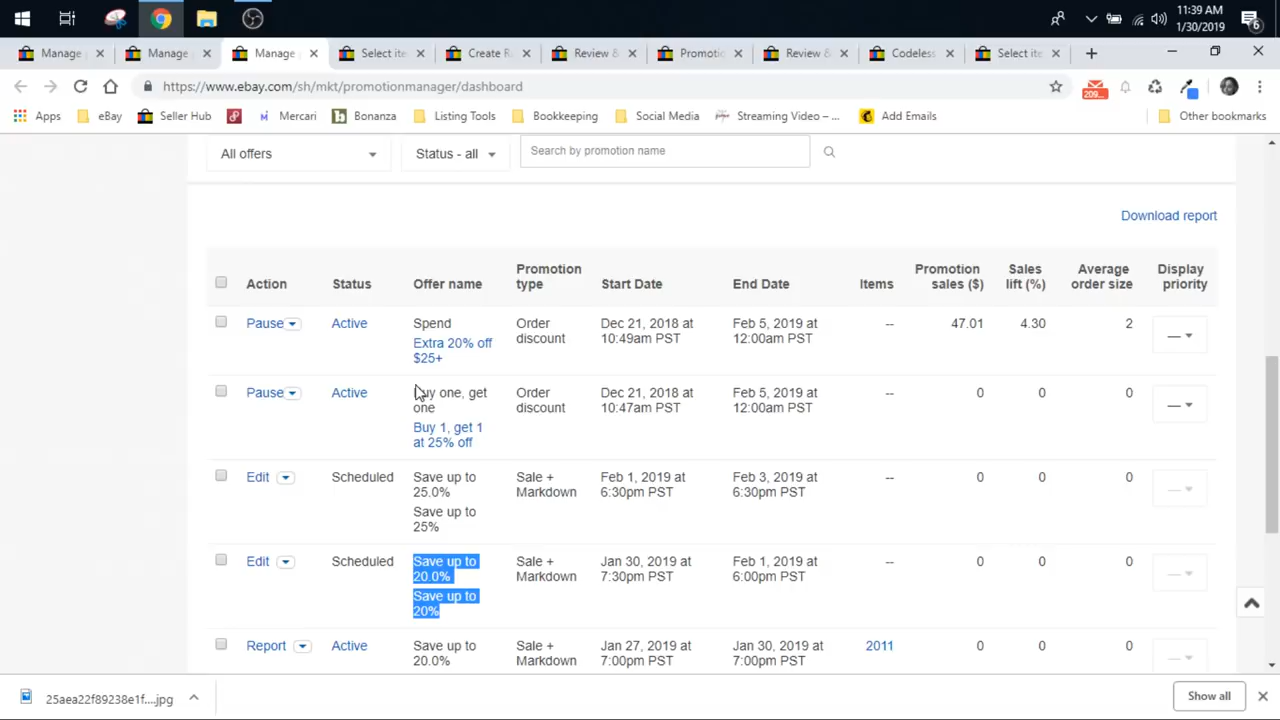 11:39 AM
1/30/2019
6
Manage
Manage
Manage
Select ite
Create R
Review &
Promotio
Review &
Codeless
Select ite
https://www.ebay.com/sh/mkt/promotionmanager/dashboard
209...
Apps
eBay
Seller Hub
Mercari
Bonanza
Listing Tools
Bookkeeping
Social Media
Streaming Video – ...
Add Emails
Other bookmarks
All offers
Status - all
Search by promotion name
Download report
Action Status Offer name Promotion type Start Date End Date Items Promotion sales ($) Sales lift (%) Average order size Display priority
Pause Active Spend Order discount Dec 21, 2018 at 10:49am PST Feb 5, 2019 at 12:00am PST -- 47.01 4.30 2 —
Extra 20% off $25+
Pause Active Buy one, get one Order discount Dec 21, 2018 at 10:47am PST Feb 5, 2019 at 12:00am PST -- 0 0 0 —
Buy 1, get 1 at 25% off
Edit Scheduled Save up to 25.0% Sale + Markdown Feb 1, 2019 at 6:30pm PST Feb 3, 2019 at 6:30pm PST -- 0 0 0 —
Save up to 25%
Edit Scheduled Save up to 20.0% Sale + Markdown Jan 30, 2019 at 7:30pm PST Feb 1, 2019 at 6:00pm PST -- 0 0 0 —
Save up to 20%
Report Active Save up to 20.0% Sale + Markdown Jan 27, 2019 at 7:00pm PST Jan 30, 2019 at 7:00pm PST 2011 0 0 0 —
25aea22f89238e1f....jpg
Show all